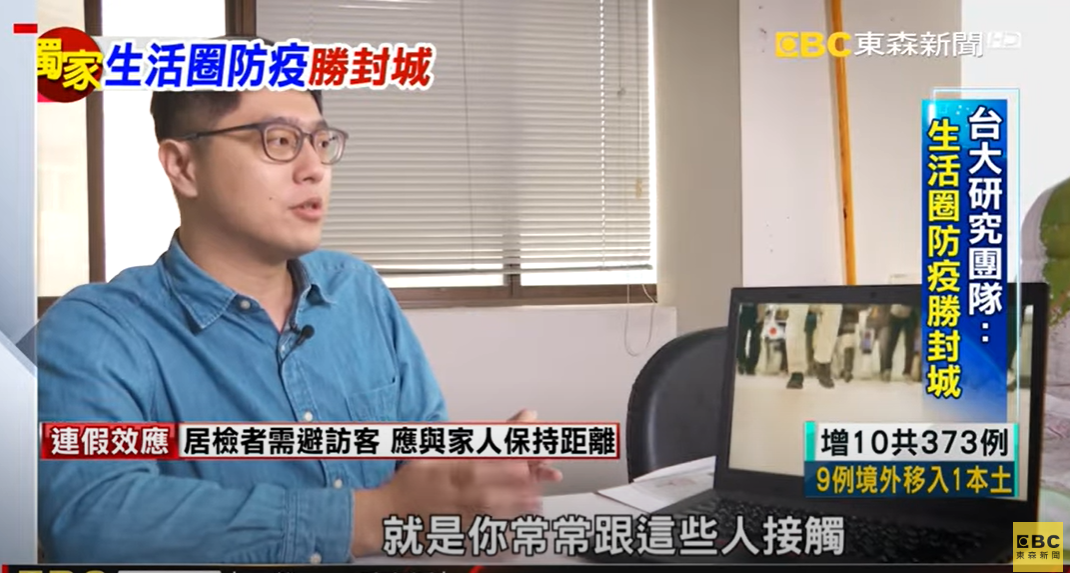 獨家 生活圈防疫勝封城
EBC東森新聞HD
台大研究團隊：
生活圈防疫勝封城
連假效應 居檢者需避訪客 應與家人保持距離
增10共373例
9例境外移入1本土
就是你常常跟這些人接觸
EBC
東森新聞